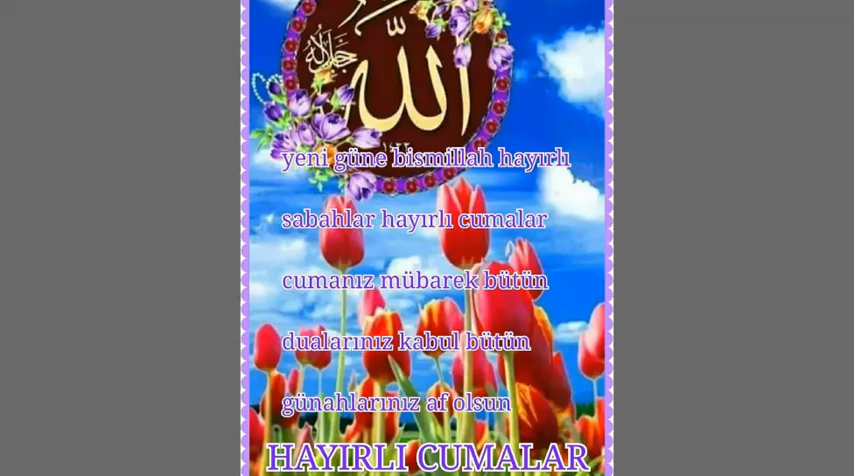 الله
جل جلاله
yeni güne bismillah hayırlı
sabahlar hayırlı cumalar
cumanız mübarek bütün
dualarınız kabul bütün
günahlarınız af olsun
HAYIRLI CUMALAR